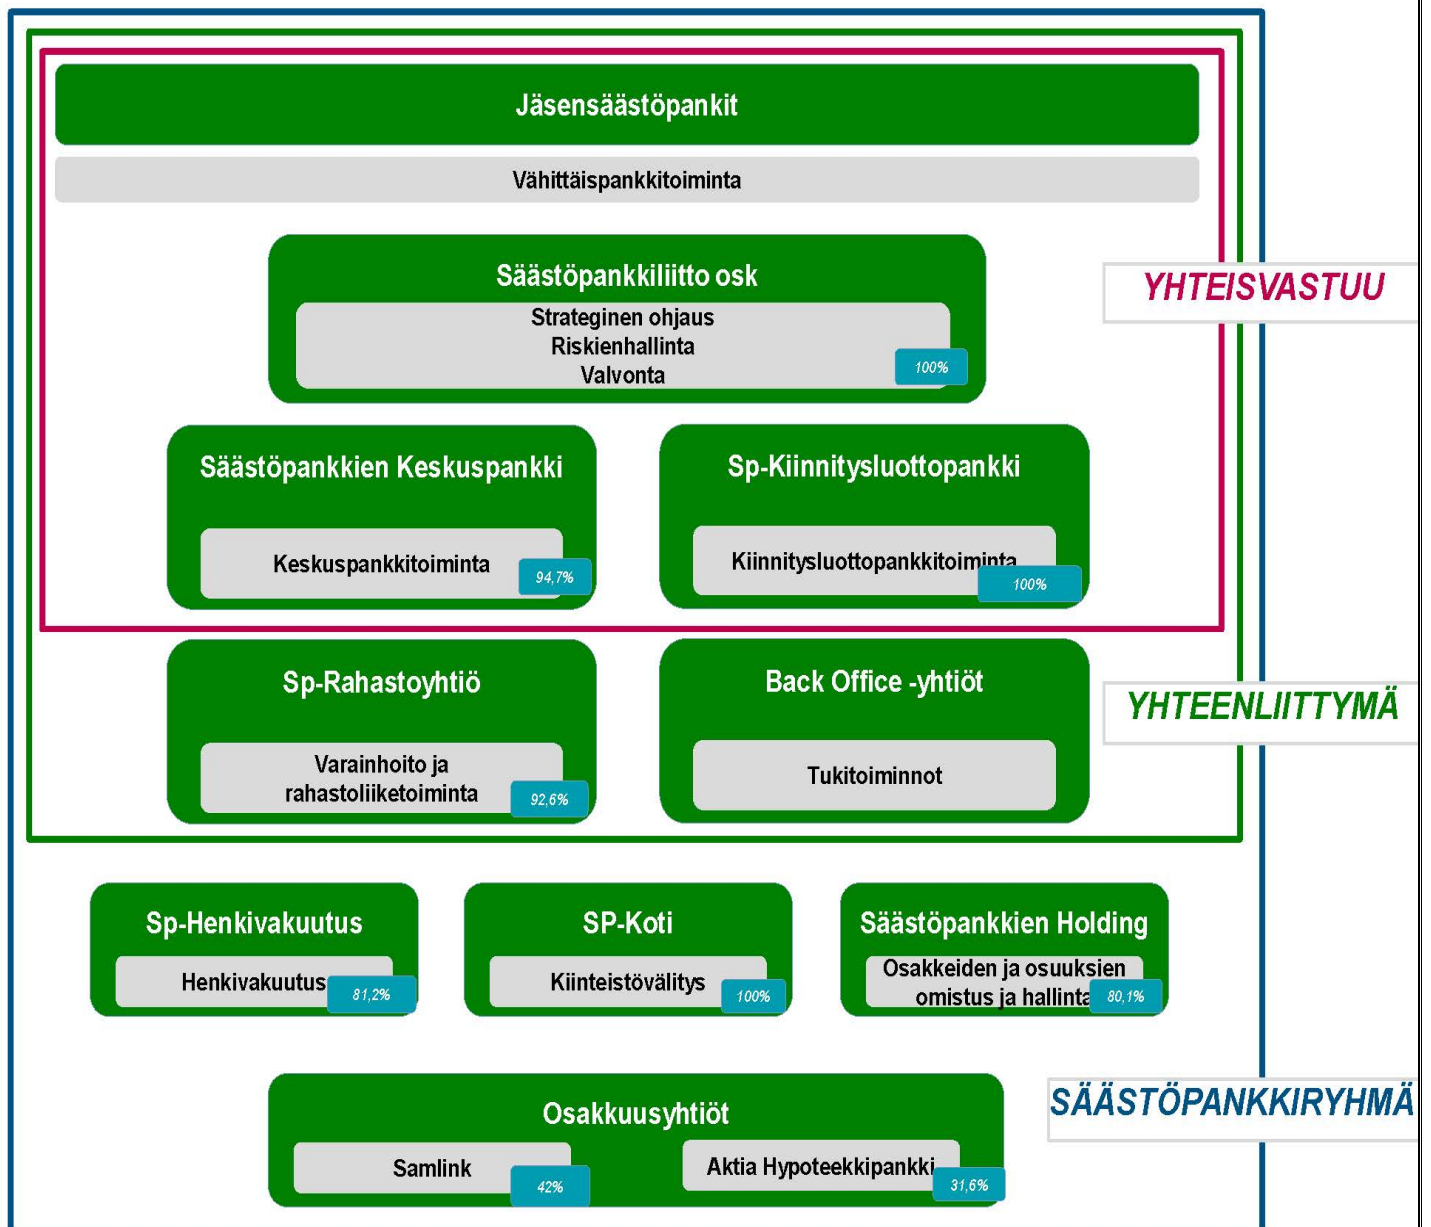 Jäsensäästöpankit
Vähittäispankkitoiminta
Säästöpankkiliitto osk
Strateginen ohjaus
Riskienhallinta
Valvonta
100%
YHTEISVASTUU
Säästöpankkien Keskuspankki
Keskuspankkitoiminta
94,7%
Sp-Kiinnitysluottopankki
Kiinnitysluottopankkitoiminta
100%
Sp-Rahastoyhtiö
Varainhoito ja
rahastoliiketoiminta
92,6%
Back Office -yhtiöt
Tukitoiminnot
YHTEENLIITTYMÄ
Sp-Henkivakuutus
Henkivakuutus
81,2%
SP-Koti
Kiinteistövälitys
100%
Säästöpankkien Holding
Osakkeiden ja osuuksien
omistus ja hallinta
80,1%
Osakkuusyhtiöt
Samlink
42%
Aktia Hypoteekkipankki
31,6%
SÄÄSTÖPANKKIRYHMÄ